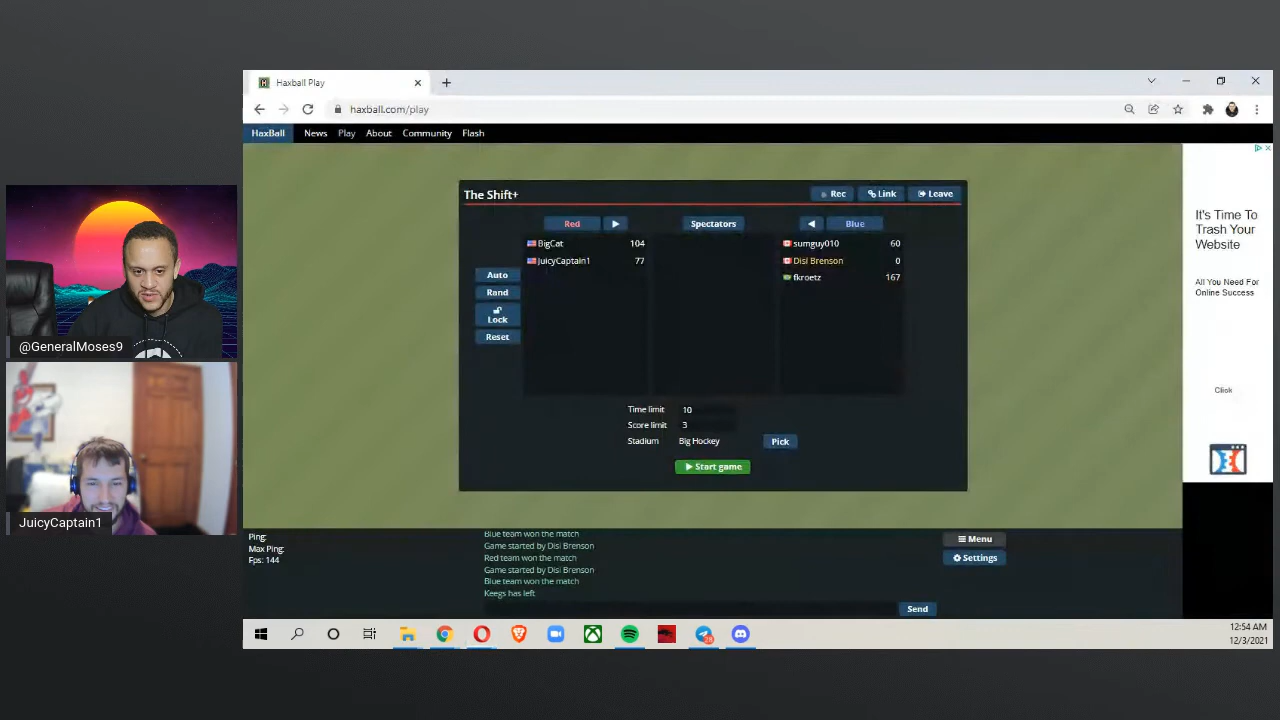 Haxball Play
haxball.com/play
HaxBall News Play About Community Flash
The Shift+
Rec Link Leave
Red Spectators Blue
BigCat 104
JuicyCaptain1 77
sumguy010 60
Disi Brenson 0
fkroetz 167
Auto
Rand
Lock
Reset
Time limit 10
Score limit 3
Stadium Big Hockey Pick
Start game
It's Time To
Trash Your
Website
All You Need For
Online Success
Click
@GeneralMoses9
JuicyCaptain1
Ping:
Max Ping:
Fps: 144
Blue team won the match
Game started by Disi Brenson
Red team won the match
Game started by Disi Brenson
Blue team won the match
Keegs has left
Menu
Settings
Send
12:54 AM
12/3/2021